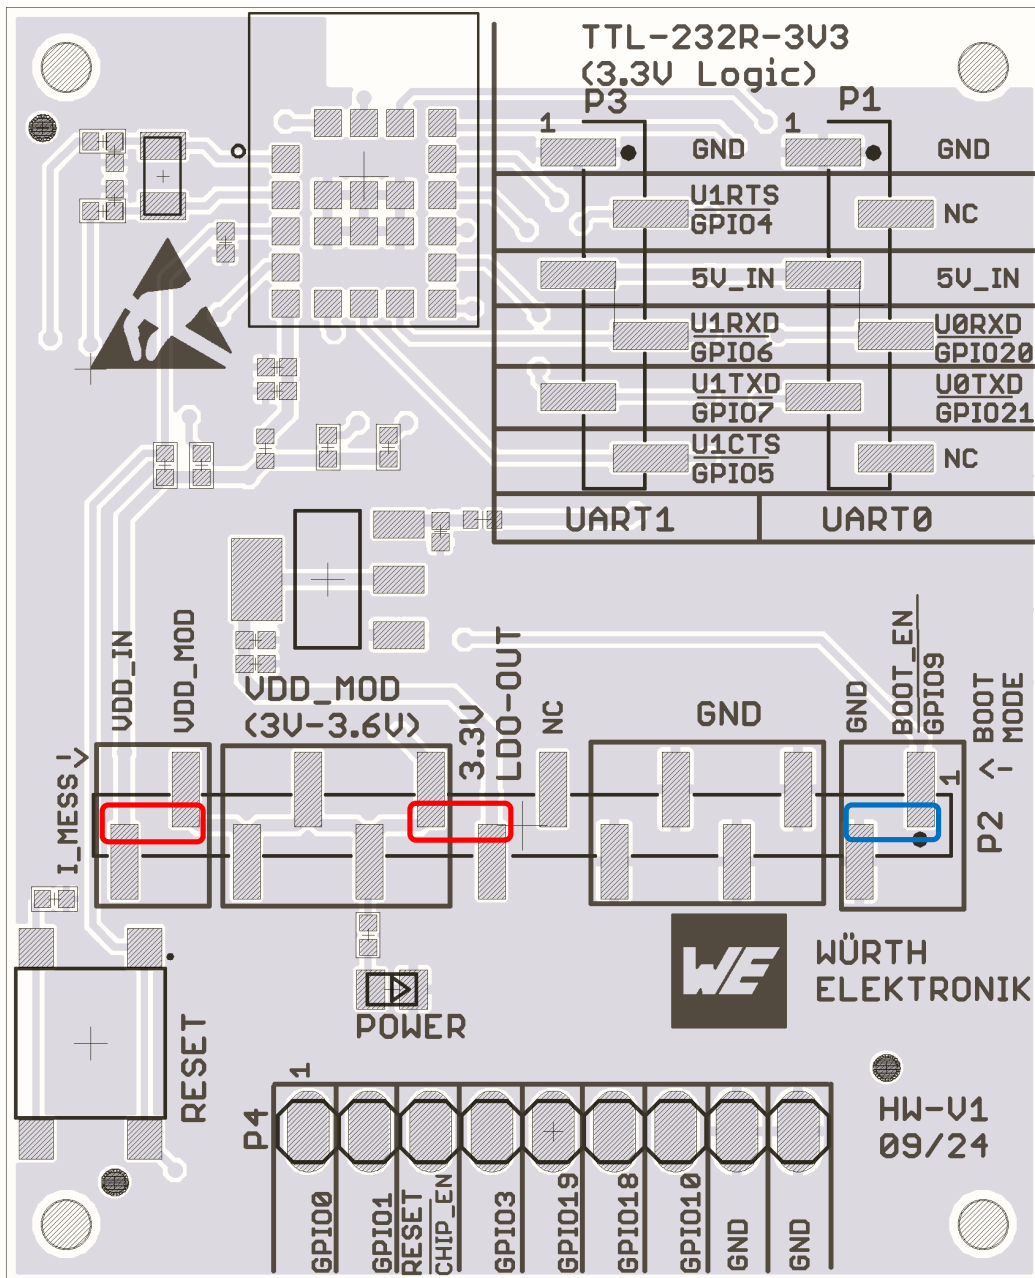 TTL-232R-3V3
(3.3V Logic)
P3
P1
1
1
GND
GND
U1RTS
GPIO4
NC
5V_IN
5V_IN
U1RXD
GPIO6
U0RXD
GPIO20
U1TXD
GPIO7
U0TXD
GPIO21
U1CTS
GPIO5
NC
UART1
UART0
VDD_IN
VDD_MOD
VDD_MOD
(3V-3.6V)
3.3V
LDO-OUT
NC
GND
GND
BOOT_EN
GPIO9
<- BOOT
MODE
I_MESS->
1
P2
WE
WÜRTH
ELEKTRONIK
POWER
RESET
1
P4
HW-V1
09/24
GPIO0
GPIO1
RESET
CHIP_EN
GPIO3
GPIO19
GPIO18
GPIO10
GND
GND